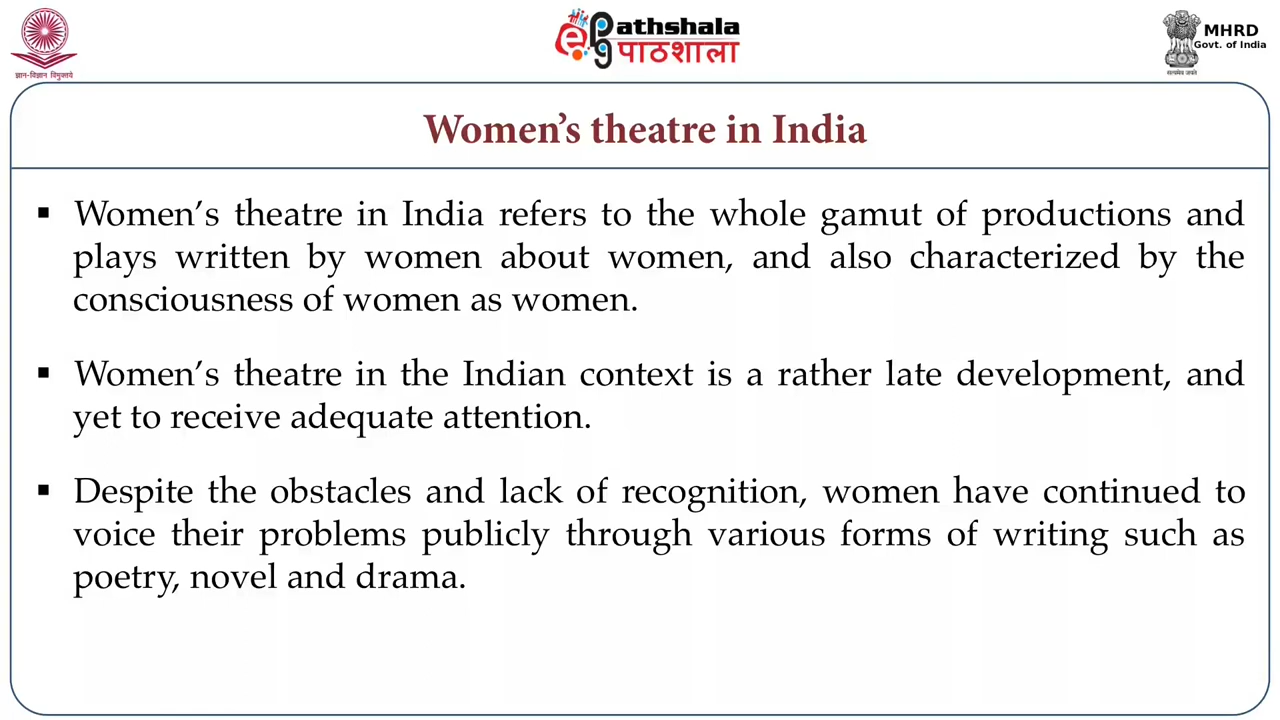 ज्ञान-विज्ञान विमुक्तये
ePathshala
पाठशाला
MHRD
Govt. of India
सत्यमेव जयते
Women's theatre in India
▪ Women's theatre in India refers to the whole gamut of productions and
plays written by women about women, and also characterized by the
consciousness of women as women.
▪ Women's theatre in the Indian context is a rather late development, and
yet to receive adequate attention.
▪ Despite the obstacles and lack of recognition, women have continued to
voice their problems publicly through various forms of writing such as
poetry, novel and drama.